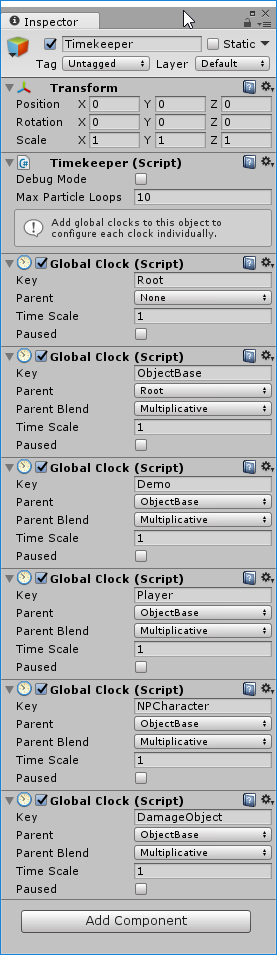 Inspector
Timekeeper Static
Tag Untagged Layer Default
Transform
Position X 0 Y 0 Z 0
Rotation X 0 Y 0 Z 0
Scale X 1 Y 1 Z 1
Timekeeper (Script)
Debug Mode
Max Particle Loops 10
Add global clocks to this object to
configure each clock individually.
Global Clock (Script)
Key Root
Parent None
Time Scale 1
Paused
Global Clock (Script)
Key ObjectBase
Parent Root
Parent Blend Multiplicative
Time Scale 1
Paused
Global Clock (Script)
Key Demo
Parent ObjectBase
Parent Blend Multiplicative
Time Scale 1
Paused
Global Clock (Script)
Key Player
Parent ObjectBase
Parent Blend Multiplicative
Time Scale 1
Paused
Global Clock (Script)
Key NPCharacter
Parent ObjectBase
Parent Blend Multiplicative
Time Scale 1
Paused
Global Clock (Script)
Key DamageObject
Parent ObjectBase
Parent Blend Multiplicative
Time Scale 1
Paused
Add Component